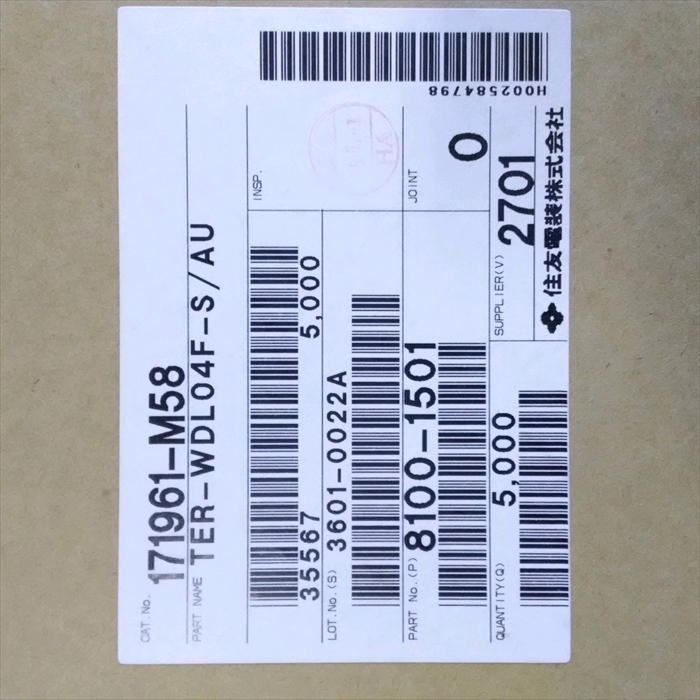 CAT.No. 171961-M58
PART NAME TER-WDL04F-S/AU
INSP.
35567 5,000
LOT.No.(S) 3601-0022A
JOINT 0
PART No.(P) 8100-1501
SUPPLIER(V) 2701
QUANTITY(Q) 5,000
住友電装株式会社
H002584798